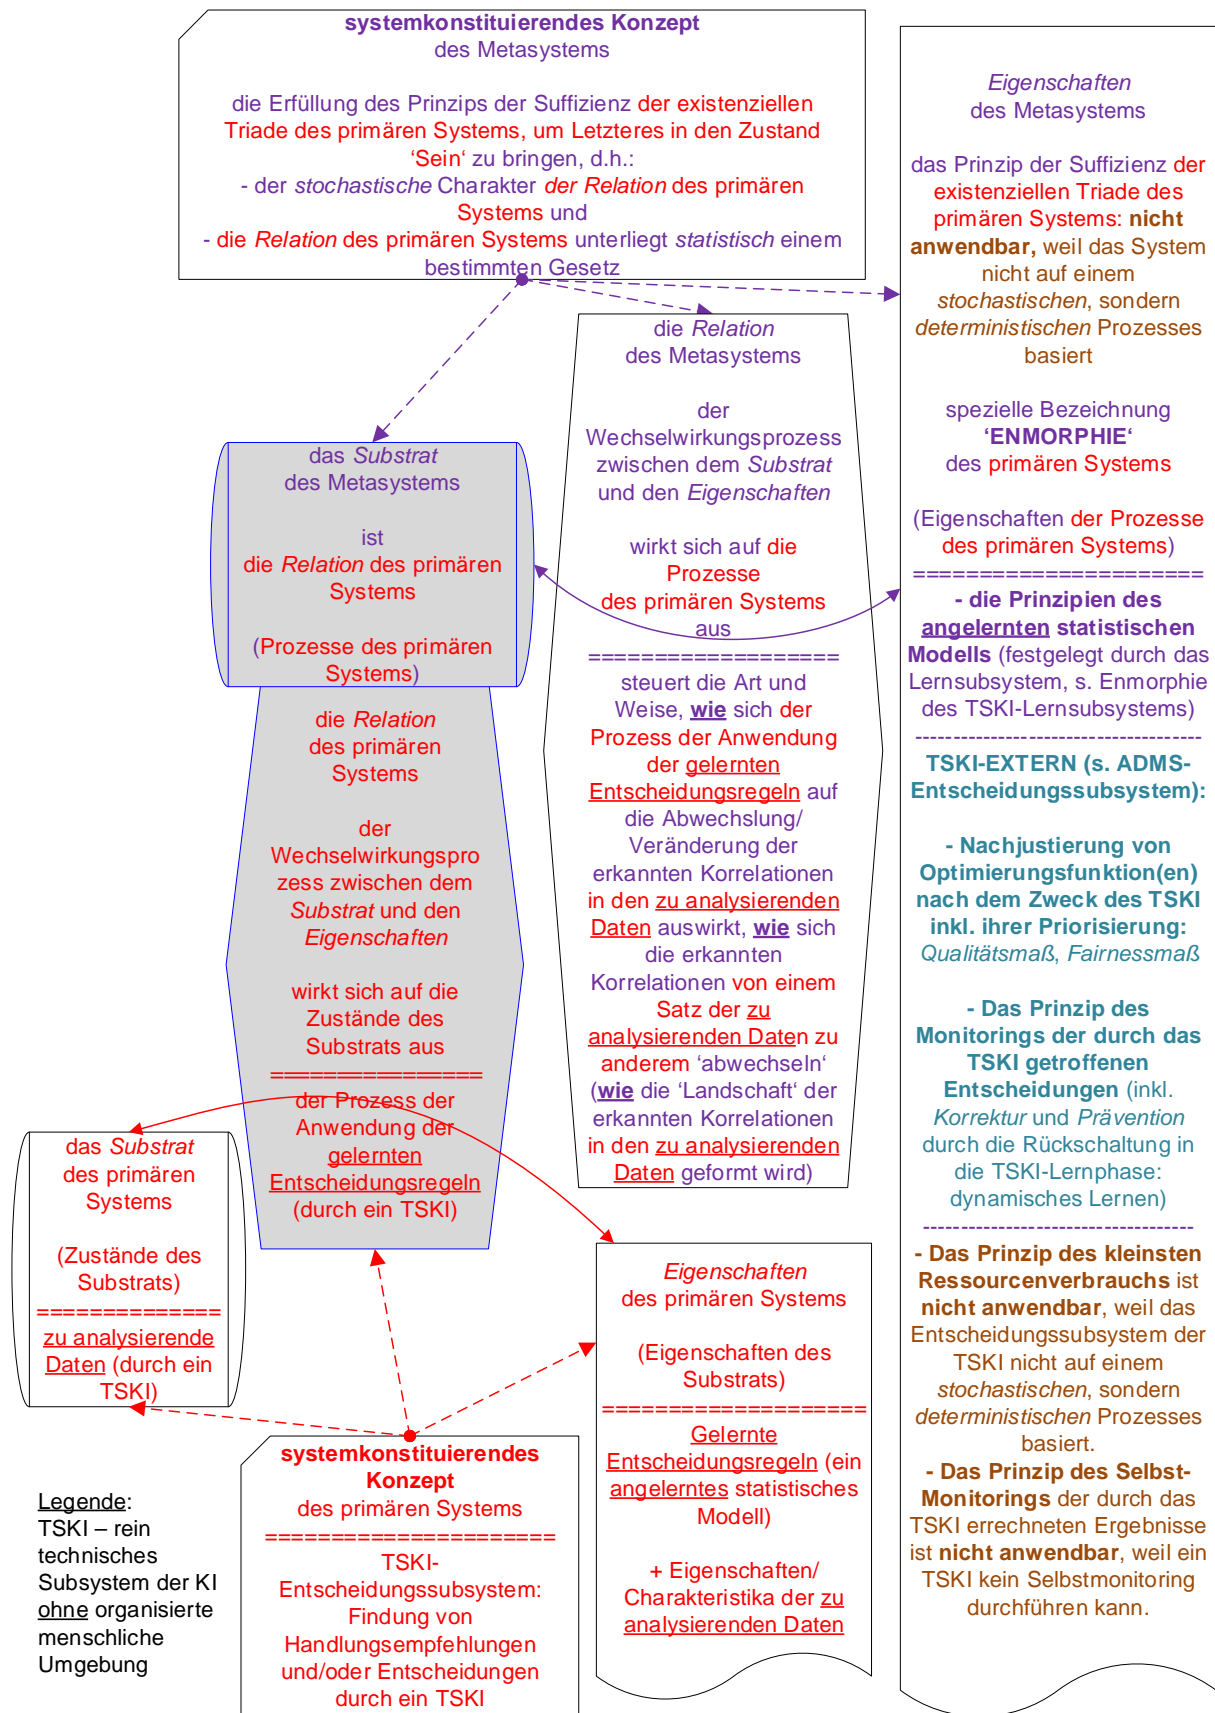 systemkonstituierendes Konzept
des Metasystems
die Erfüllung des Prinzips der Suffizienz der existenziellen
Triade des primären Systems, um Letzteres in den Zustand
‘Sein‘ zu bringen, d.h.:
- der stochastische Charakter der Relation des primären
Systems und
- die Relation des primären Systems unterliegt statistisch einem
bestimmten Gesetz
Eigenschaften
des Metasystems
das Prinzip der Suffizienz der
existenziellen Triade des
primären Systems: nicht
anwendbar, weil das System
nicht auf einem
stochastischen, sondern
deterministischen Prozesses
basiert
spezielle Bezeichnung
‘ENMORPHIE‘
des primären Systems
(Eigenschaften der Prozesse
des primären Systems)
======================
- die Prinzipien des
angelernten statistischen
Modells (festgelegt durch das
Lernsubsystem, s. Enmorphie
des TSKI-Lernsubsystems)
--------------------------------------
TSKI-EXTERN (s. ADMS-
Entscheidungssubsystem):
- Nachjustierung von
Optimierungsfunktion(en)
nach dem Zweck des TSKI
inkl. ihrer Priorisierung:
Qualitätsmaß, Fairnessmaß
- Das Prinzip des
Monitorings der durch das
TSKI getroffenen
Entscheidungen (inkl.
Korrektur und Prävention
durch die Rückschaltung in
die TSKI-Lernphase:
dynamisches Lernen)
------------------------------------
- Das Prinzip des kleinsten
Ressourcenverbrauchs ist
nicht anwendbar, weil das
Entscheidungssubsystem der
TSKI nicht auf einem
stochastischen, sondern
deterministischen Prozesses
basiert.
- Das Prinzip des Selbst-
Monitorings der durch das
TSKI errechneten Ergebnisse
ist nicht anwendbar, weil ein
TSKI kein Selbstmonitoring
durchführen kann.
die Relation
des Metasystems
der
Wechselwirkungsprozess
zwischen dem Substrat
und den Eigenschaften
wirkt sich auf die
Prozesse
des primären Systems
aus
===================
steuert die Art und
Weise, wie sich der
Prozess der Anwendung
der gelernten
Entscheidungsregeln auf
die Abwechslung/
Veränderung der
erkannten Korrelationen
in den zu analysierenden
Daten auswirkt, wie sich
die erkannten
Korrelationen von einem
Satz der zu
analysierenden Daten zu
anderem ‘abwechseln‘
(wie die ‘Landschaft‘ der
erkannten Korrelationen
in den zu analysierenden
Daten geformt wird)
das Substrat
des Metasystems
ist
die Relation des primären
Systems
(Prozesse des primären
Systems)
die Relation
des primären
Systems
der
Wechselwirkungspro
zess zwischen dem
Substrat und den
Eigenschaften
wirkt sich auf die
Zustände des
Substrats aus
================
der Prozess der
Anwendung der
gelernten
Entscheidungsregeln
(durch ein TSKI)
das Substrat
des primären
Systems
(Zustände des
Substrats)
==============
zu analysierende
Daten (durch ein
TSKI)
Eigenschaften
des primären Systems
(Eigenschaften des
Substrats)
====================
Gelernte
Entscheidungsregeln (ein
angelerntes statistisches
Modell)
+ Eigenschaften/
Charakteristika der zu
analysierenden Daten
systemkonstituierendes
Konzept
des primären Systems
======================
TSKI-
Entscheidungssubsystem:
Findung von
Handlungsempfehlungen
und/oder Entscheidungen
durch ein TSKI
Legende:
TSKI – rein
technisches
Subsystem der KI
ohne organisierte
menschliche
Umgebung